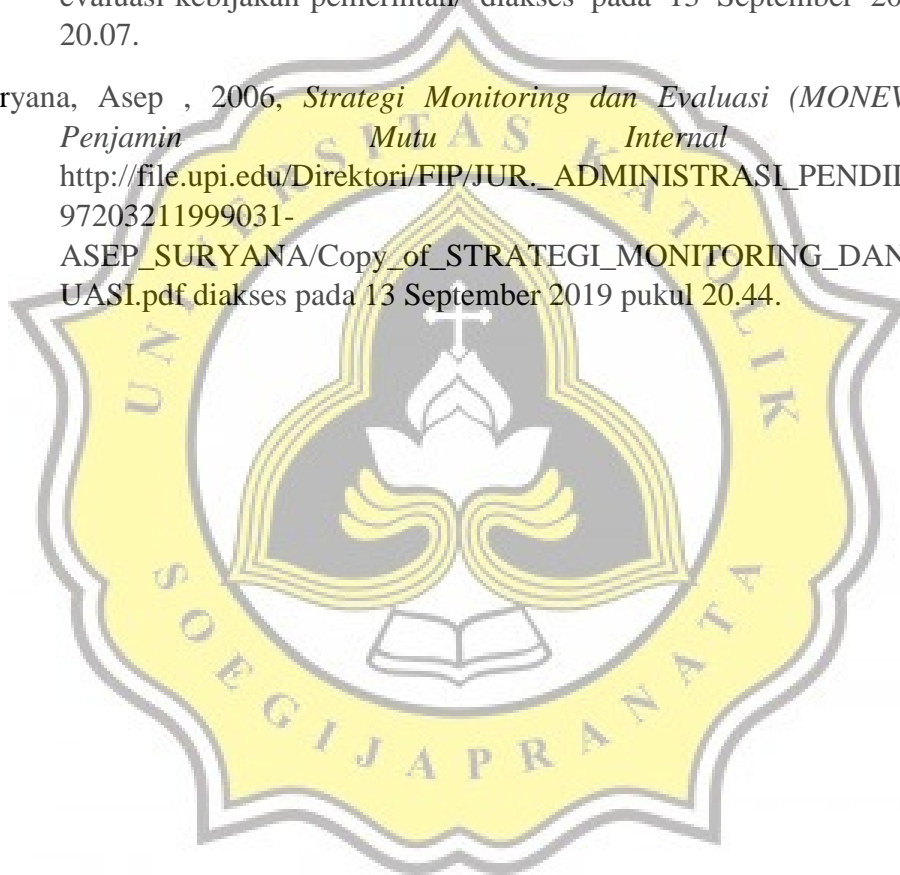 evaluasi-kebijakan-pemerintah/ diakses pada 13 September 20
20.07.
ryana, Asep , 2006, Strategi Monitoring dan Evaluasi (MONEV
Penjamin Mutu Internal
http://file.upi.edu/Direktori/FIP/JUR._ADMINISTRASI_PENDI
97203211999031-
ASEP_SURYANA/Copy_of_STRATEGI_MONITORING_DAN
UASI.pdf diakses pada 13 September 2019 pukul 20.44.
UNIVERSITAS KATOLIK
SOEGIJAPRANATA